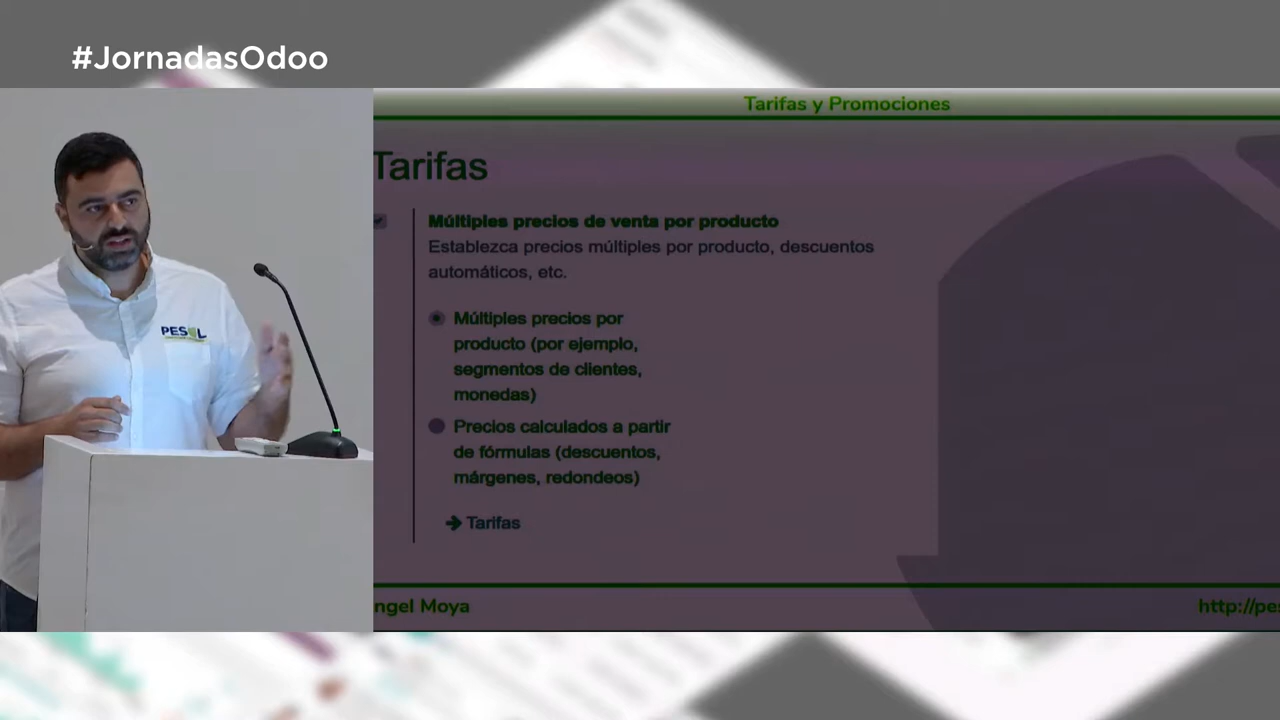 #JornadasOdoo
Tarifas y Promociones
Tarifas
Múltiples precios de venta por producto
Establezca precios múltiples por producto, descuentos
automáticos, etc.
Múltiples precios por
producto (por ejemplo,
segmentos de clientes,
monedas)
Precios calculados a partir
de fórmulas (descuentos,
márgenes, redondeos)
Tarifas
ngel Moya
http://pes
PESOL